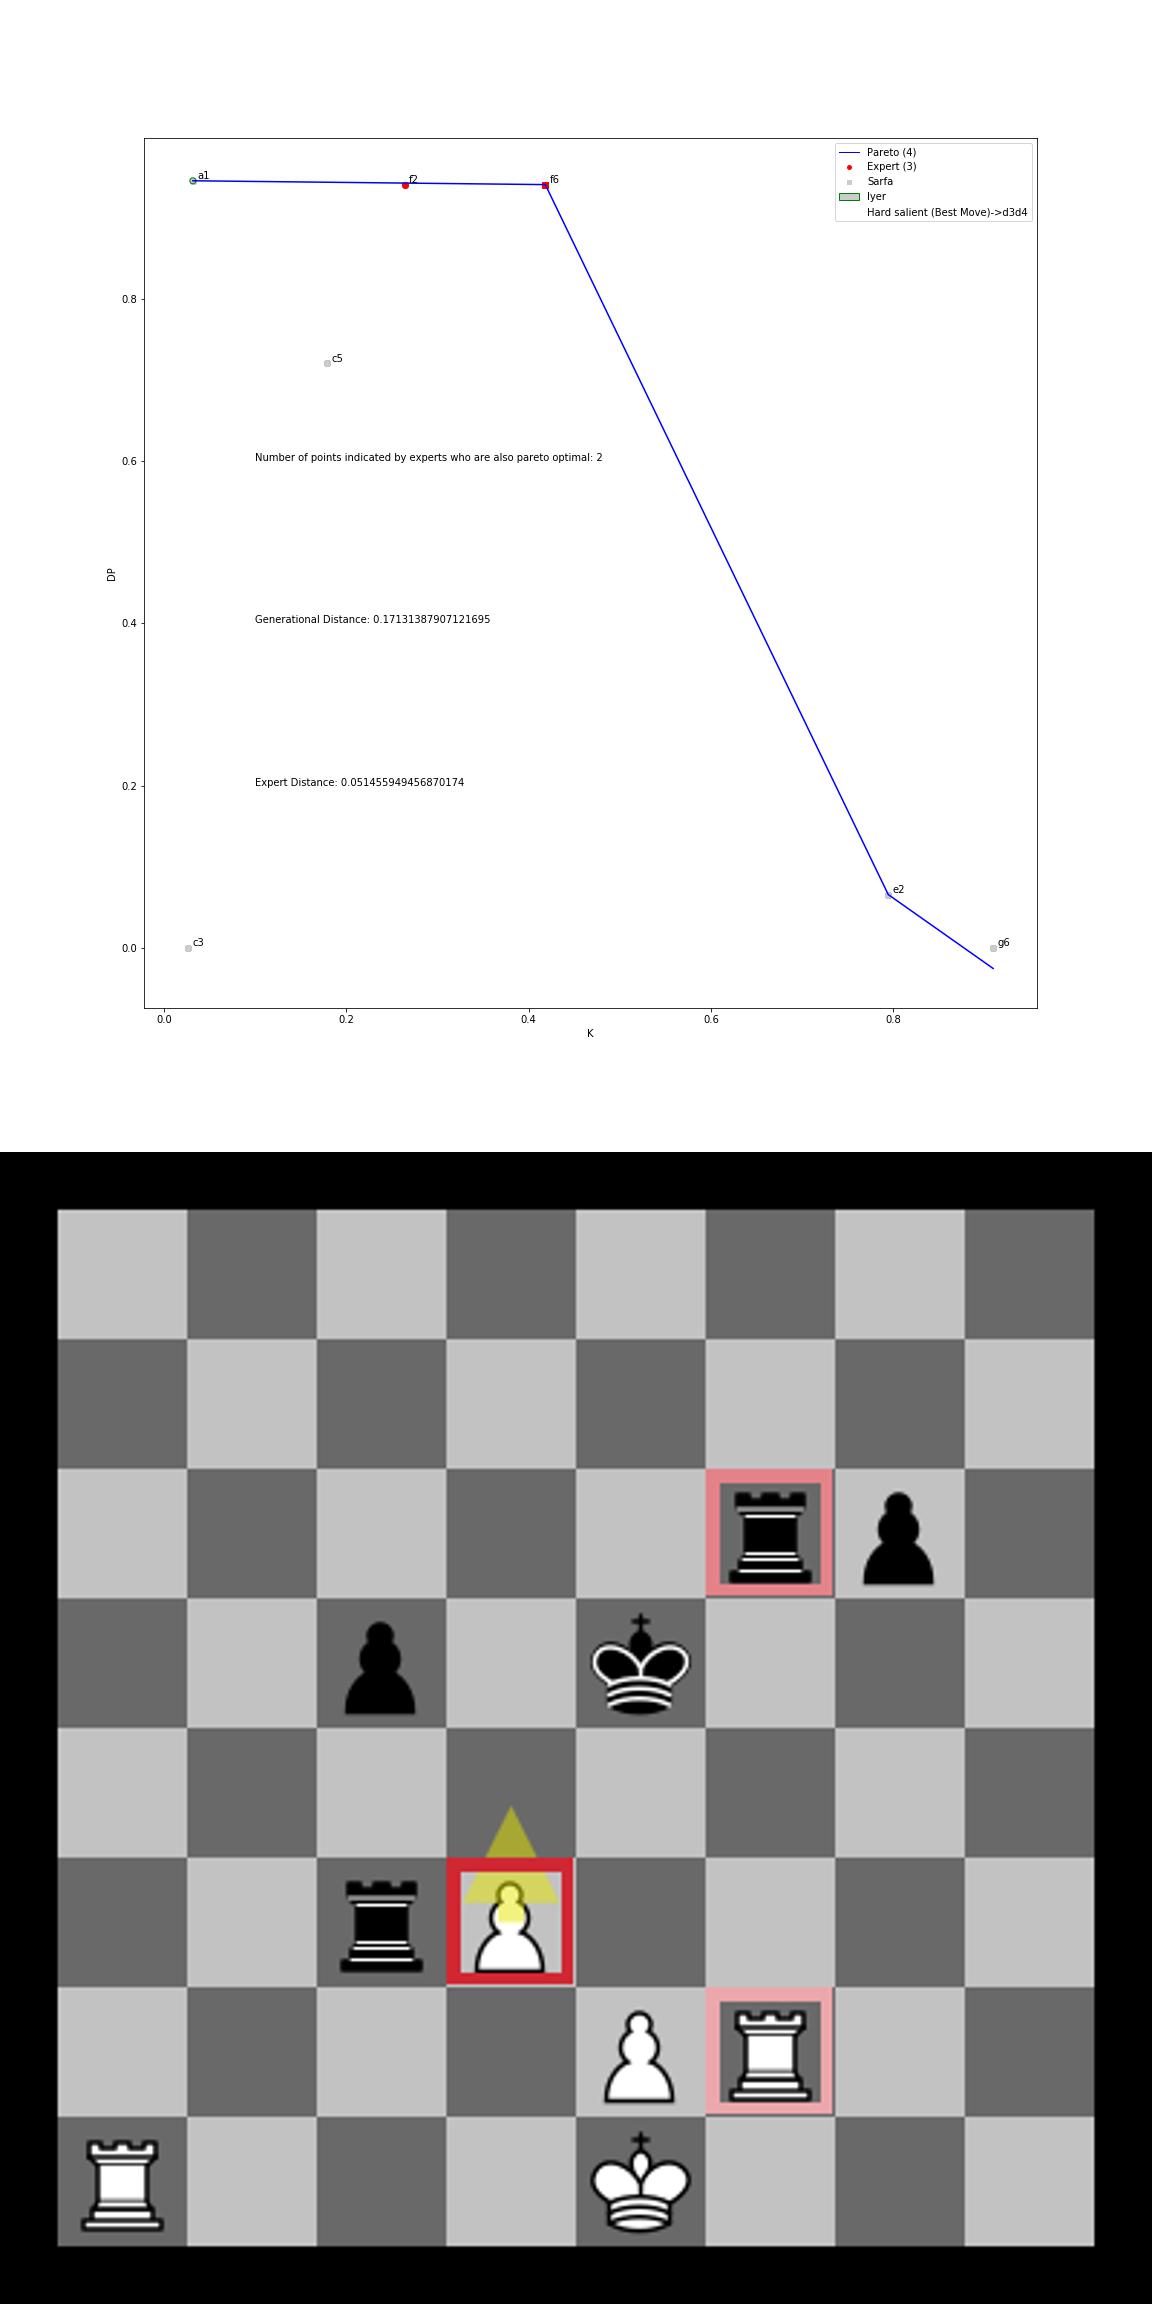 Pareto (4)
Expert (3)
Sarfa
Iyer
Hard salient (Best Move)->d3d4
a1
f2
f6
0.8
c5
0.6
Number of points indicated by experts who are also pareto optimal: 2
DP
0.4
Generational Distance: 0.17131387907121695
0.2
Expert Distance: 0.051455949456870174
e2
0.0
c3
g6
0.0
0.2
0.4
0.6
0.8
K